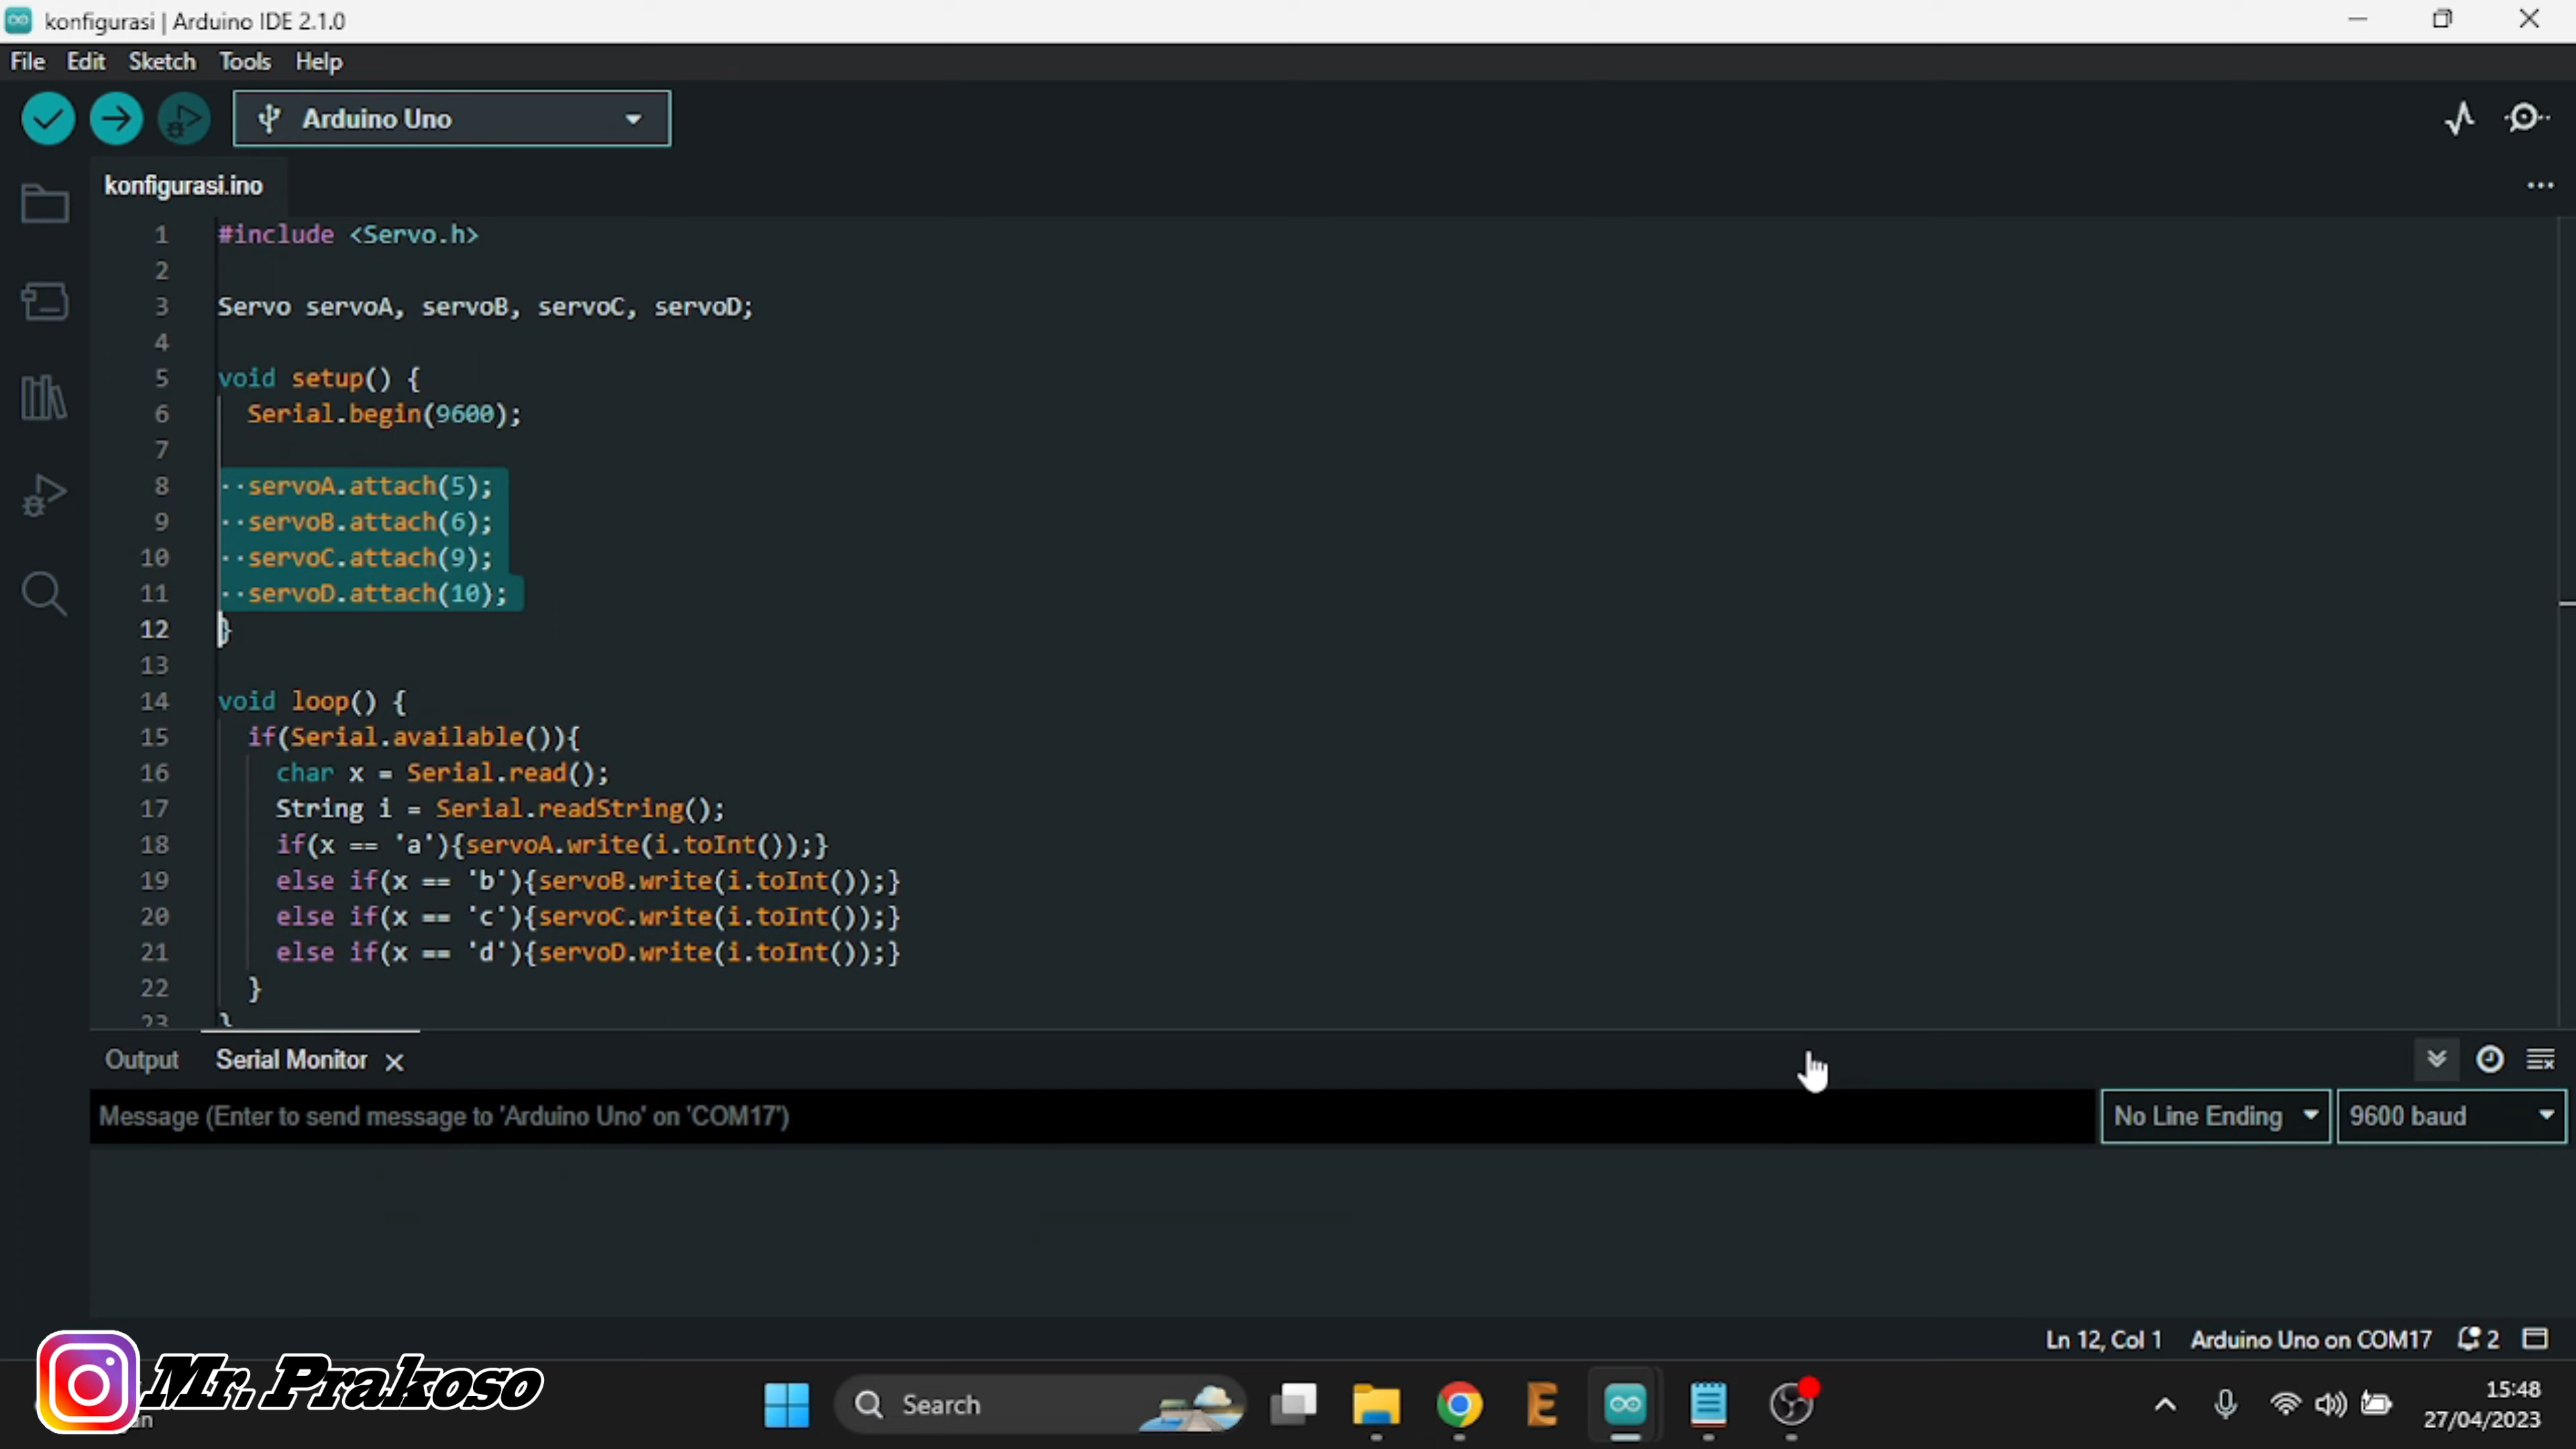 konfigurasi | Arduino IDE 2.1.0
File Edit Sketch Tools Help
Arduino Uno
konfigurasi.ino
1 #include <Servo.h>
2
3 Servo servoA, servoB, servoC, servoD;
4
5 void setup() {
6 Serial.begin(9600);
7
8 ··servoA.attach(5);
9 ··servoB.attach(6);
10 ··servoC.attach(9);
11 ··servoD.attach(10);
12 }
13
14 void loop() {
15 if(Serial.available()){
16 char x = Serial.read();
17 String i = Serial.readString();
18 if(x == 'a'){servoA.write(i.toInt());}
19 else if(x == 'b'){servoB.write(i.toInt());}
20 else if(x == 'c'){servoC.write(i.toInt());}
21 else if(x == 'd'){servoD.write(i.toInt());}
22 }
23 }
Output Serial Monitor
Message (Enter to send message to 'Arduino Uno' on 'COM17')
No Line Ending 9600 baud
Ln 12, Col 1 Arduino Uno on COM17 2
Mr. Prakoso
Search
15:48
27/04/2023